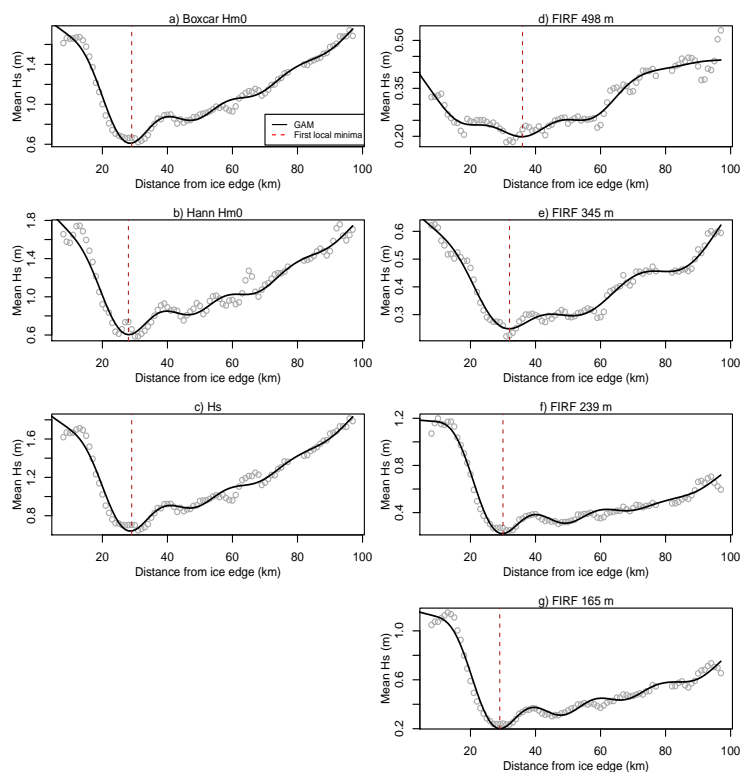 a) Boxcar Hm0
Mean Hs (m)
0.6 1.0 1.4
GAM
First local minima
20 40 60 80 100
Distance from ice edge (km)
b) Hann Hm0
Mean Hs (m)
0.6 1.0 1.4 1.8
20 40 60 80 100
Distance from ice edge (km)
c) Hs
Mean Hs (m)
0.8 1.2 1.6
20 40 60 80 100
Distance from ice edge (km)
d) FIRF 498 m
Mean Hs (m)
0.20 0.35 0.50
20 40 60 80 100
Distance from ice edge (km)
e) FIRF 345 m
Mean Hs (m)
0.3 0.4 0.5 0.6
20 40 60 80 100
Distance from ice edge (km)
f) FIRF 239 m
Mean Hs (m)
0.4 0.8 1.2
20 40 60 80 100
Distance from ice edge (km)
g) FIRF 165 m
Mean Hs (m)
0.2 0.6 1.0
20 40 60 80 100
Distance from ice edge (km)